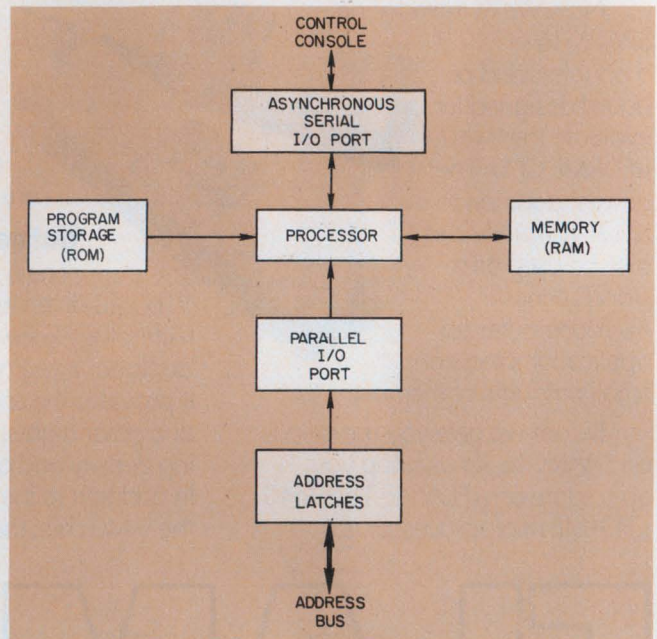 CONTROL
CONSOLE
ASYNCHRONOUS
SERIAL
I/O PORT
PROGRAM
STORAGE
(ROM)
PROCESSOR
MEMORY
(RAM)
PARALLEL
I/O
PORT
ADDRESS
LATCHES
ADDRESS
BUS